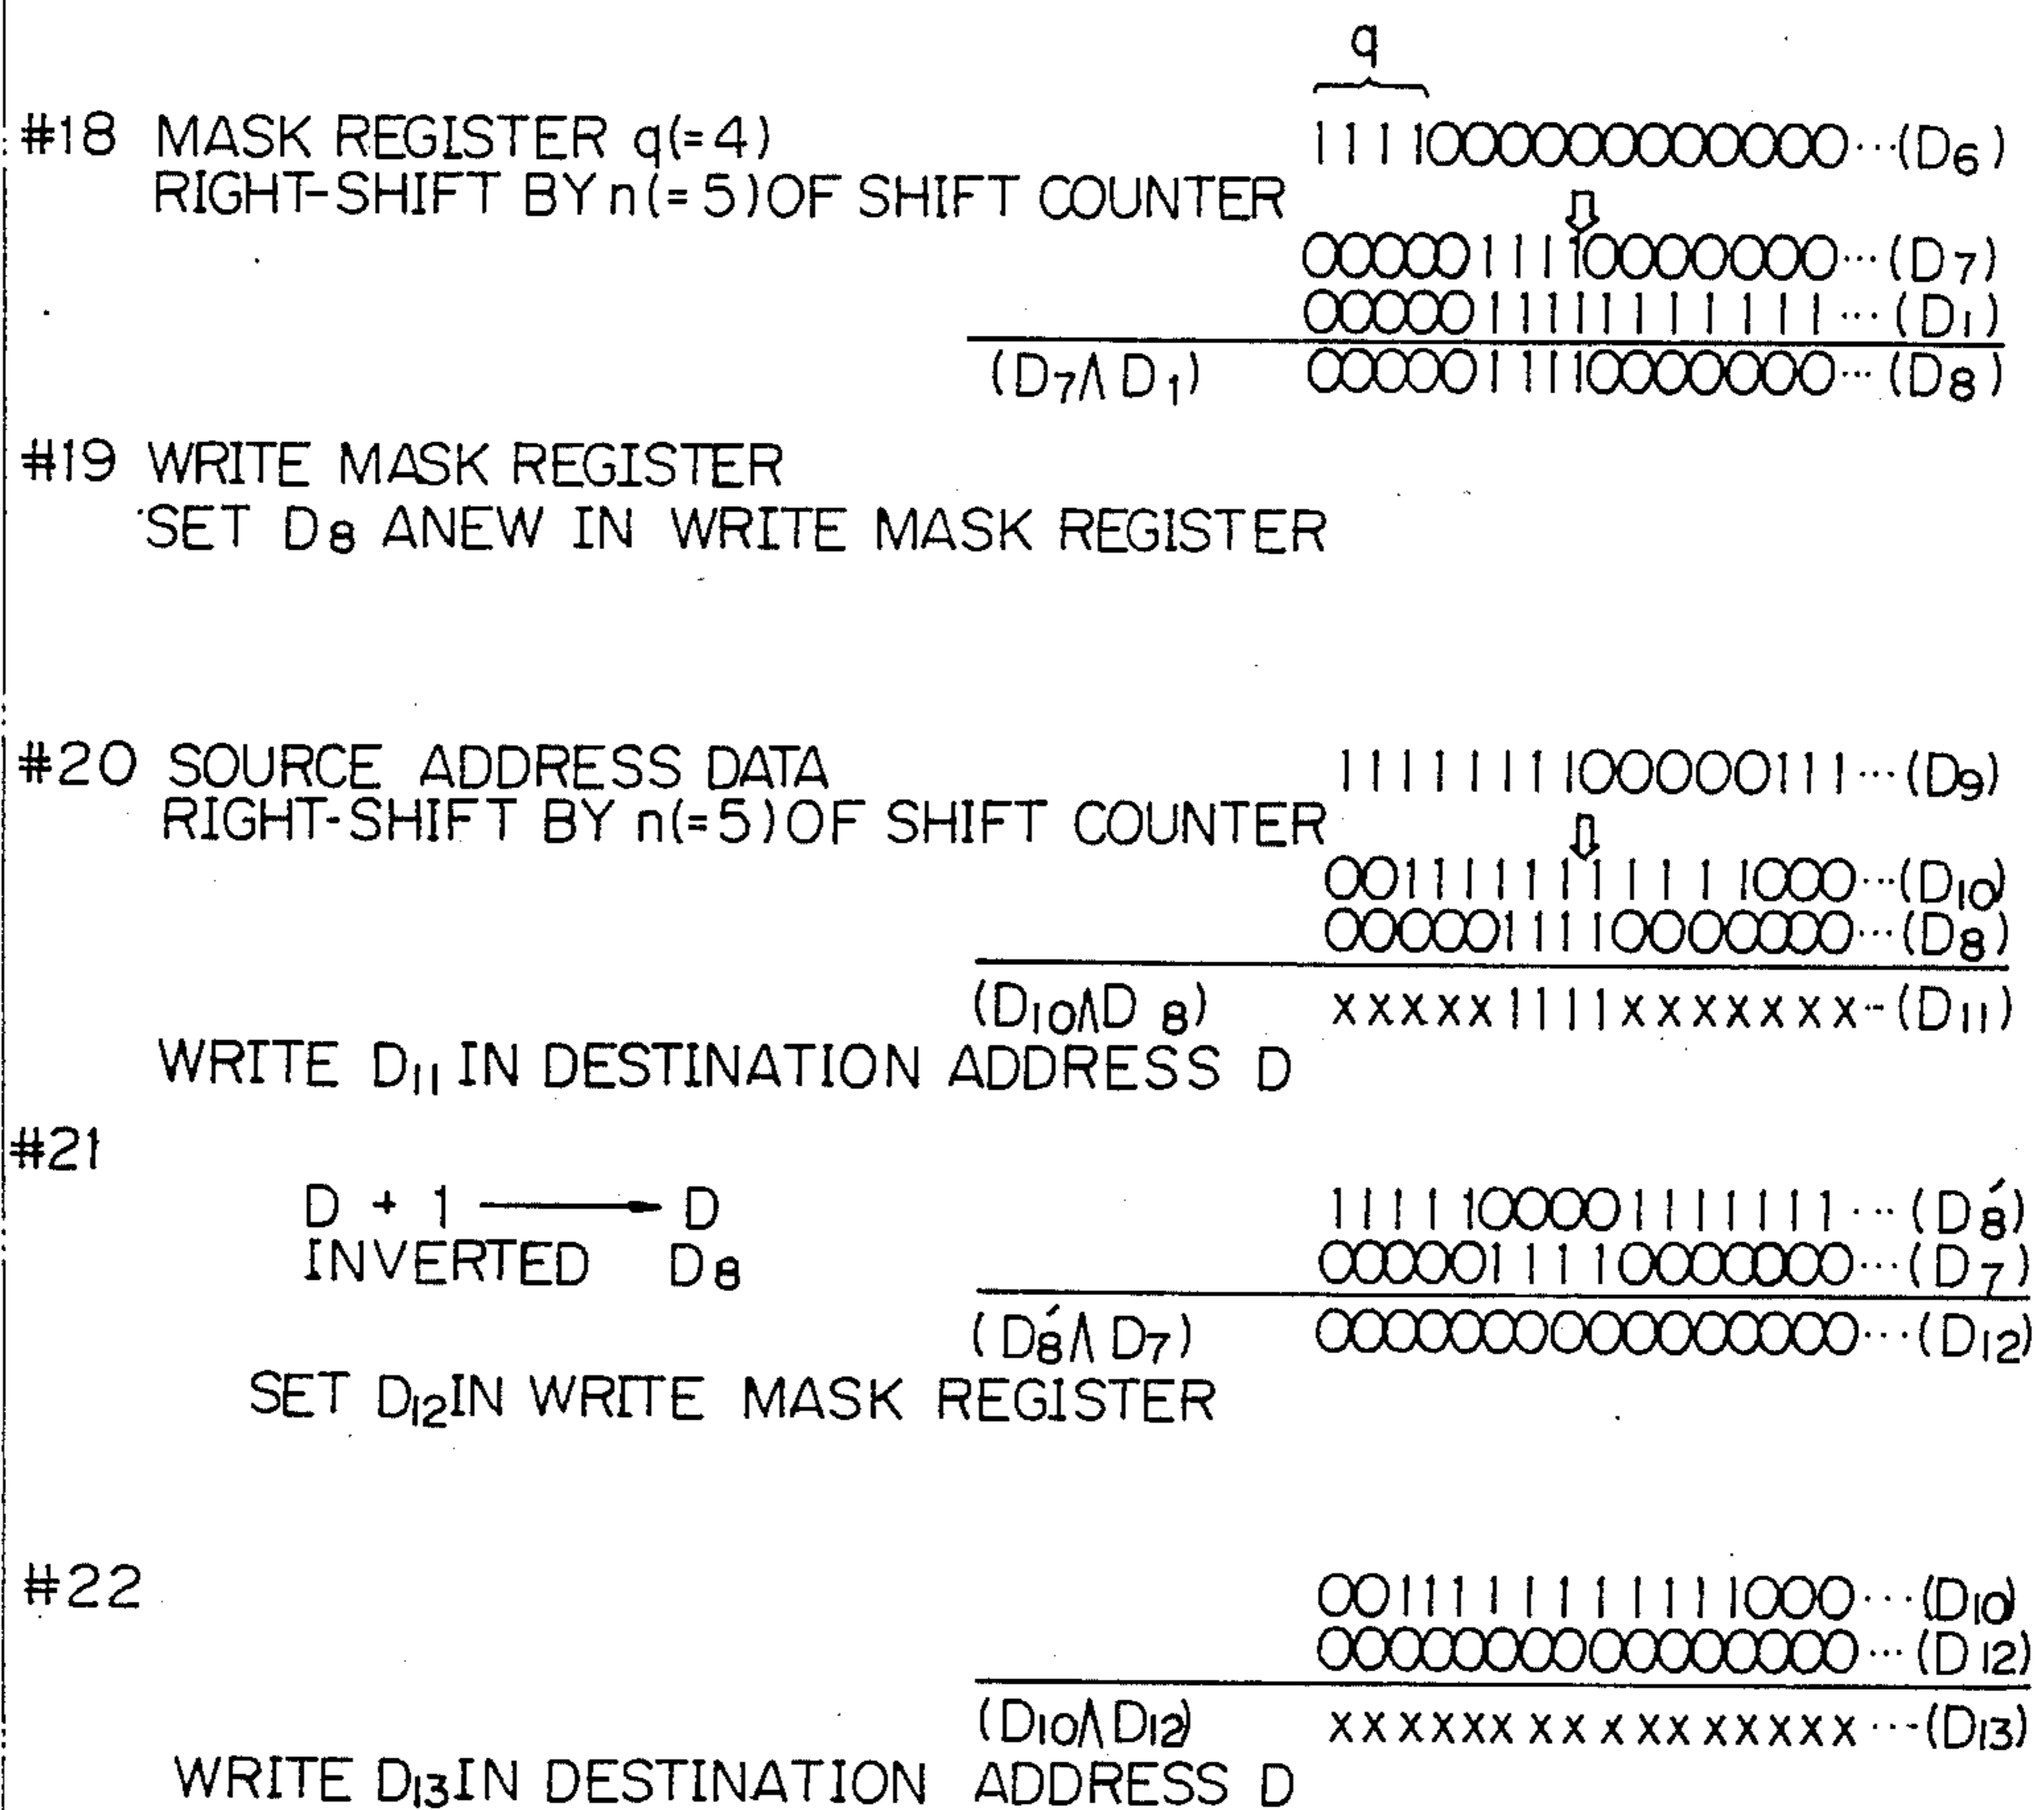 q
#18 MASK REGISTER q(=4) 1111000000000000 ···(D6)
RIGHT-SHIFT BY n(=5) OF SHIFT COUNTER ⇩
0000011110000000 ···(D7)
0000011111111111 ···(D1)
(D7∧D1) 0000011110000000 ···(D8)
#19 WRITE MASK REGISTER
SET D8 ANEW IN WRITE MASK REGISTER
#20 SOURCE ADDRESS DATA 1111111100000111 ···(D9)
RIGHT-SHIFT BY n(=5) OF SHIFT COUNTER ⇩
0011111111111000 ···(D10)
0000011110000000 ···(D8)
(D10∧D8) xxxxx1111xxxxxxx ···(D11)
WRITE D11 IN DESTINATION ADDRESS D
#21
D + 1 → D 1111100001111111 ···(D8́)
INVERTED D8 0000011110000000 ···(D7)
(D8́∧D7) 0000000000000000 ···(D12)
SET D12 IN WRITE MASK REGISTER
#22 0011111111111000 ···(D10)
0000000000000000 ···(D12)
(D10∧D12) xxxxxxxxxxxxxxxx ···(D13)
WRITE D13 IN DESTINATION ADDRESS D